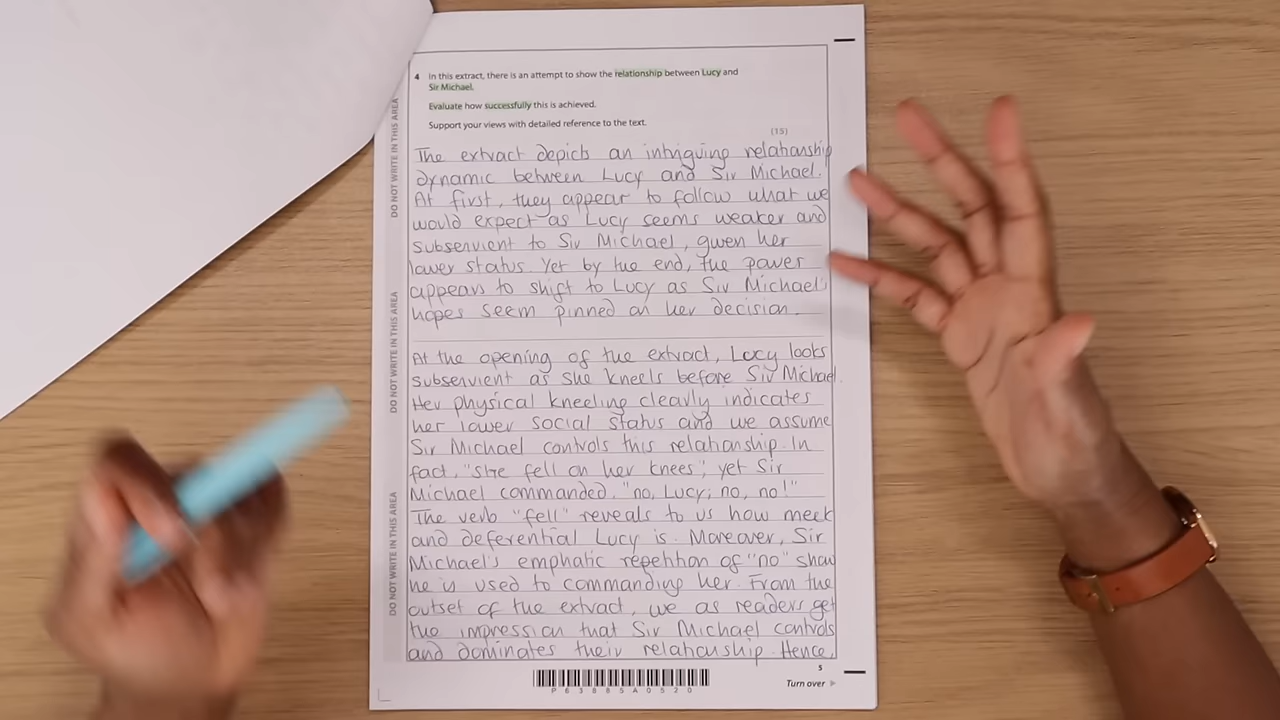 4 In this extract, there is an attempt to show the relationship between Lucy and
Sir Michael.
Evaluate how successfully this is achieved.
Support your views with detailed reference to the text.
(15)
The extract depicts an intriguing relationship
dynamic between Lucy and Sir Michael.
At first, they appear to follow what we
would expect as Lucy seems weaker and
subservient to Sir Michael, given her
lower status. Yet by the end, the power
appears to shift to Lucy as Sir Michael's
hopes seem pinned on her decision.
At the opening of the extract, Lucy looks
subservient as she kneels before Sir Michael.
Her physical kneeling clearly indicates
her lower social status and we assume
Sir Michael controls this relationship. In
fact, "she fell on her knees", yet Sir
Michael commanded, "no, Lucy; no, no!"
The verb "fell" reveals to us how meek
and deferential Lucy is. Moreover, Sir
Michael's emphatic repetition of "no" show
he is used to commanding her. From the
outset of the extract, we as readers get
the impression that Sir Michael controls
and dominates their relationship. Hence,
DO NOT WRITE IN THIS AREA
DO NOT WRITE IN THIS AREA
DO NOT WRITE IN THIS AREA
5
P63885A0520
Turn over